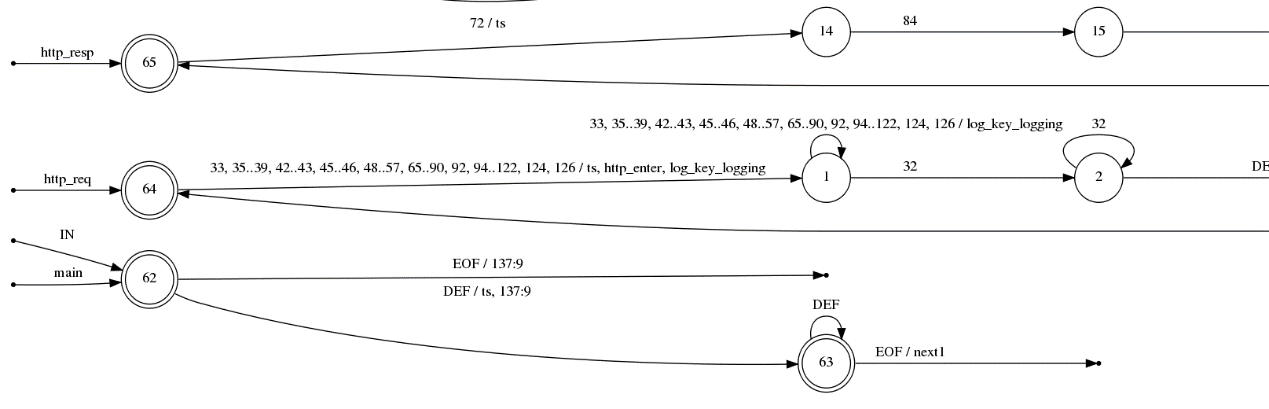 72 / ts
http_resp
65
14
84
15
33, 35..39, 42..43, 45..46, 48..57, 65..90, 92, 94..122, 124, 126 / log_key_logging
32
http_req
64
33, 35..39, 42..43, 45..46, 48..57, 65..90, 92, 94..122, 124, 126 / ts, http_enter, log_key_logging
1
32
2
DE
IN
main
62
EOF / 137:9
DEF / ts, 137:9
DEF
63
EOF / next1